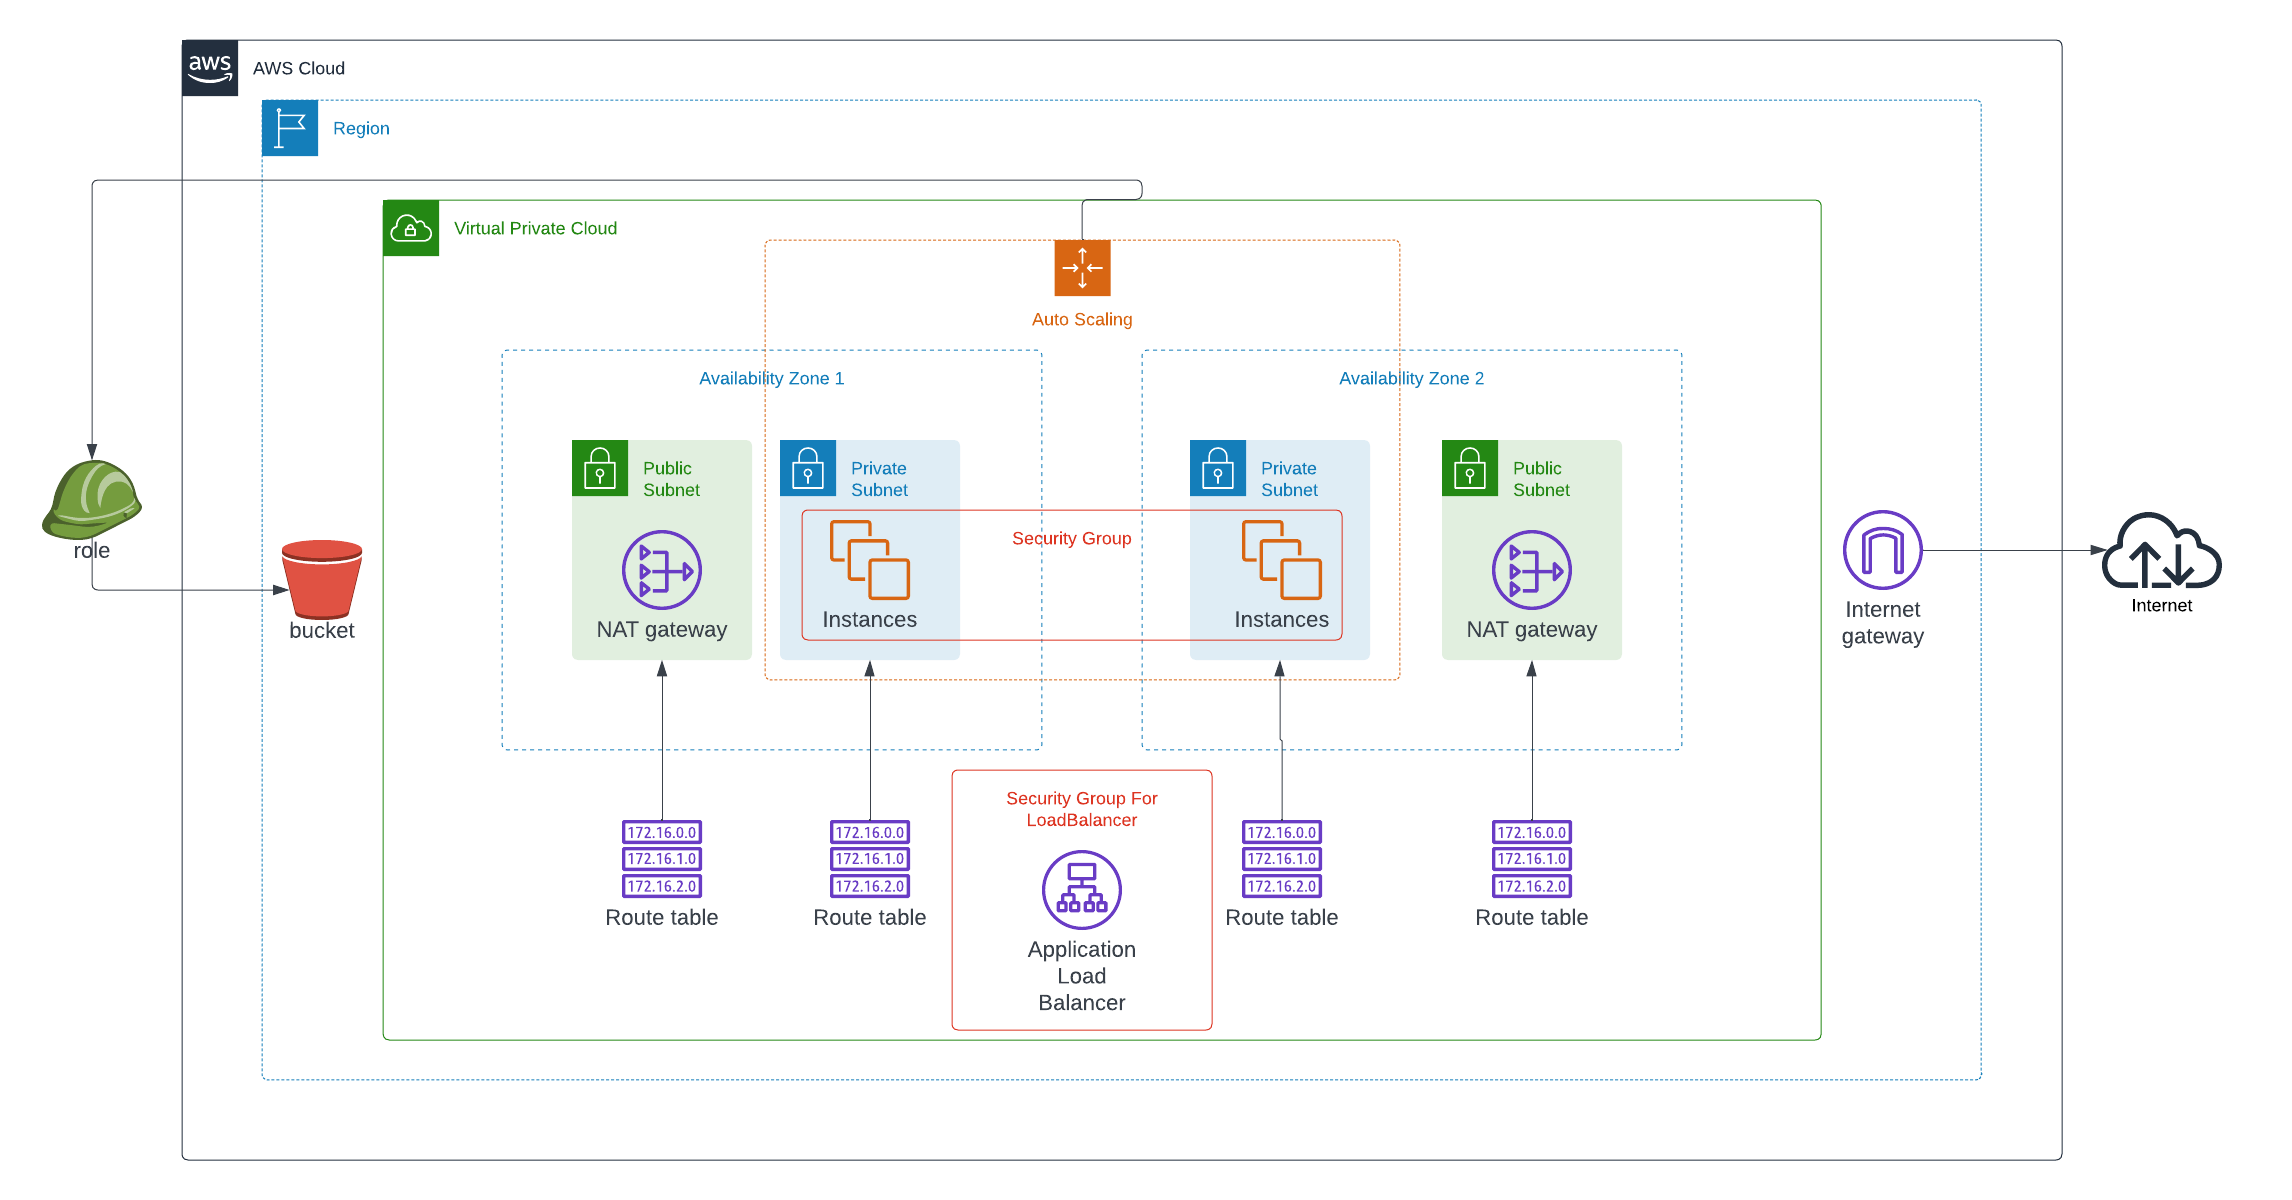 aws
AWS Cloud
Region
Virtual Private Cloud
Auto Scaling
Availability Zone 1
Availability Zone 2
Public
Subnet
Private
Subnet
Private
Subnet
Public
Subnet
Security Group
NAT gateway
Instances
Instances
NAT gateway
role
bucket
Internet
gateway
Internet
172.16.0.0
172.16.1.0
172.16.2.0
Route table
172.16.0.0
172.16.1.0
172.16.2.0
Route table
Security Group For
LoadBalancer
Application
Load
Balancer
172.16.0.0
172.16.1.0
172.16.2.0
Route table
172.16.0.0
172.16.1.0
172.16.2.0
Route table